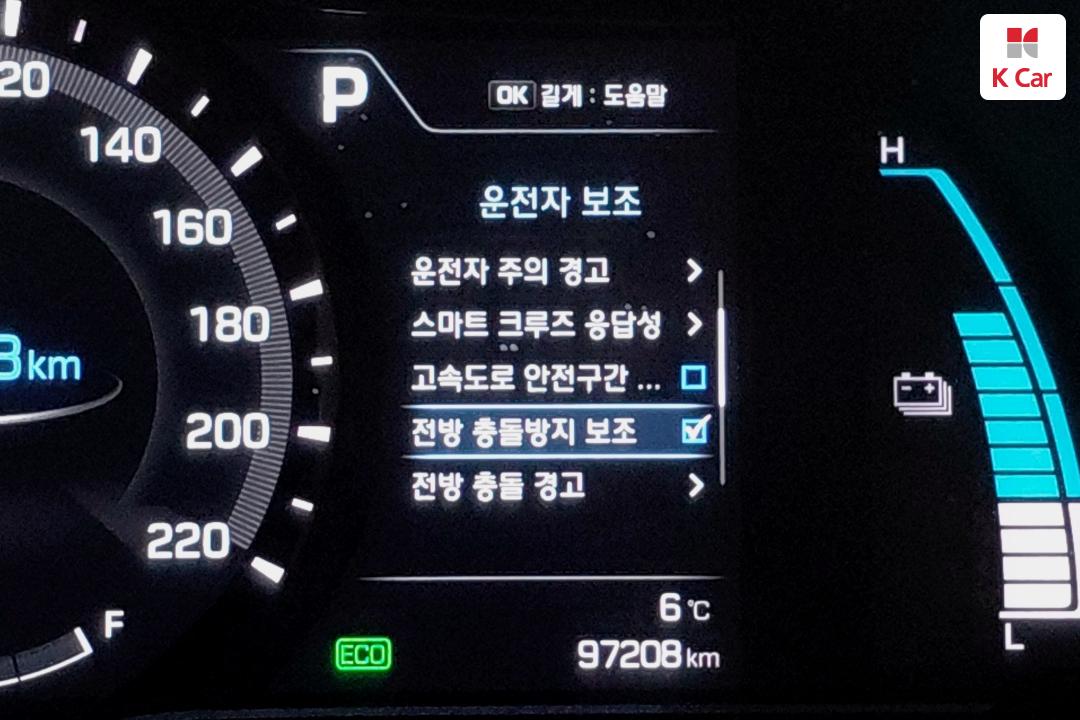 K Car
P
OK 길게 : 도움말
20
140
160
180
200
220
3km
F
운전자 보조
운전자 주의 경고
스마트 크루즈 응답성
고속도로 안전구간 ...
전방 충돌방지 보조
전방 충돌 경고
6 ℃
ECO
97208 km
H
L